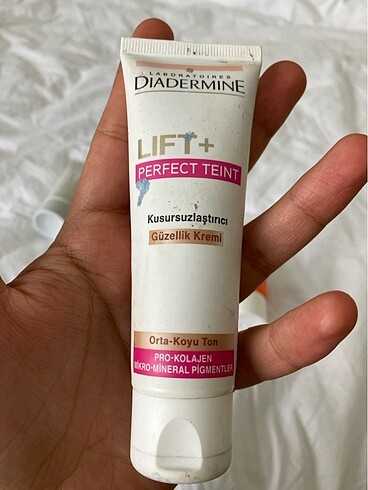 LABORATOIRES
DIADERMINE
LIFT+
PERFECT TEINT
Kusursuzlaştırıcı
Güzellik Kremi
Orta-Koyu Ton
PRO-KOLAJEN
MİKRO-MİNERAL PİGMENTLER